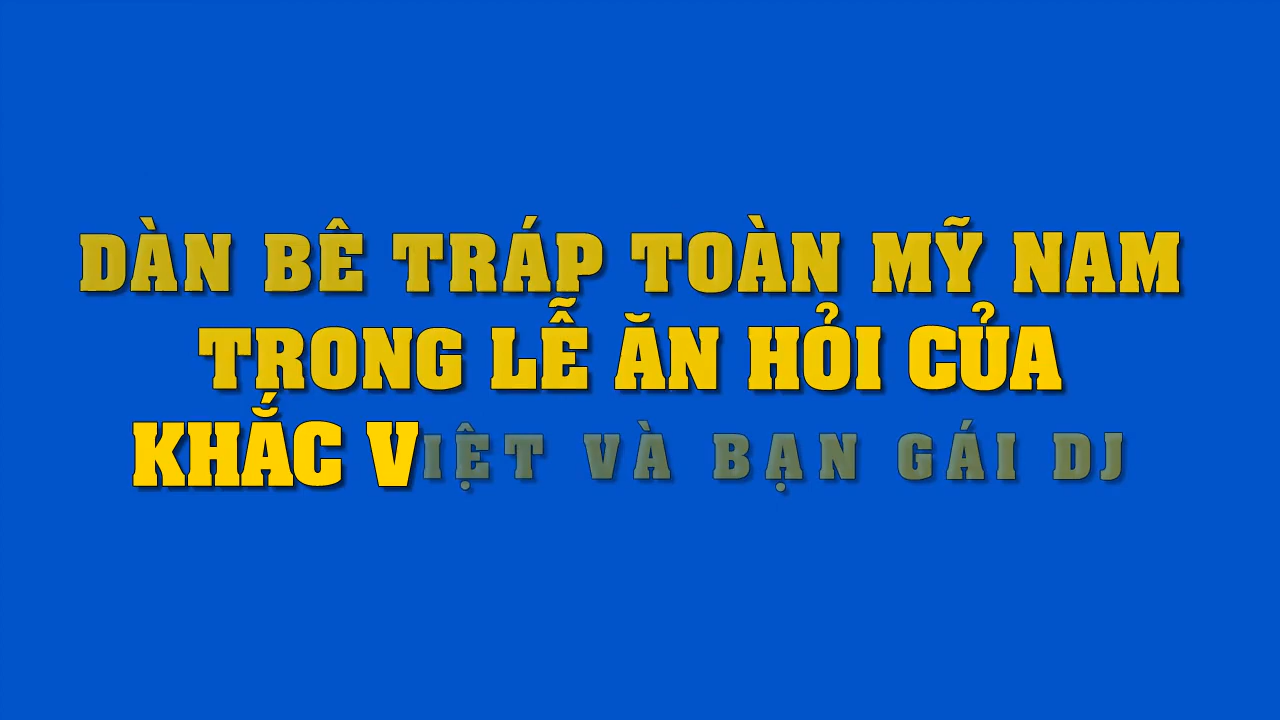 DÀN BÊ TRÁP TOÀN MỸ NAM
TRONG LỄ ĂN HỎI CỦA
KHẮC VIỆT VÀ BẠN GÁI DJ